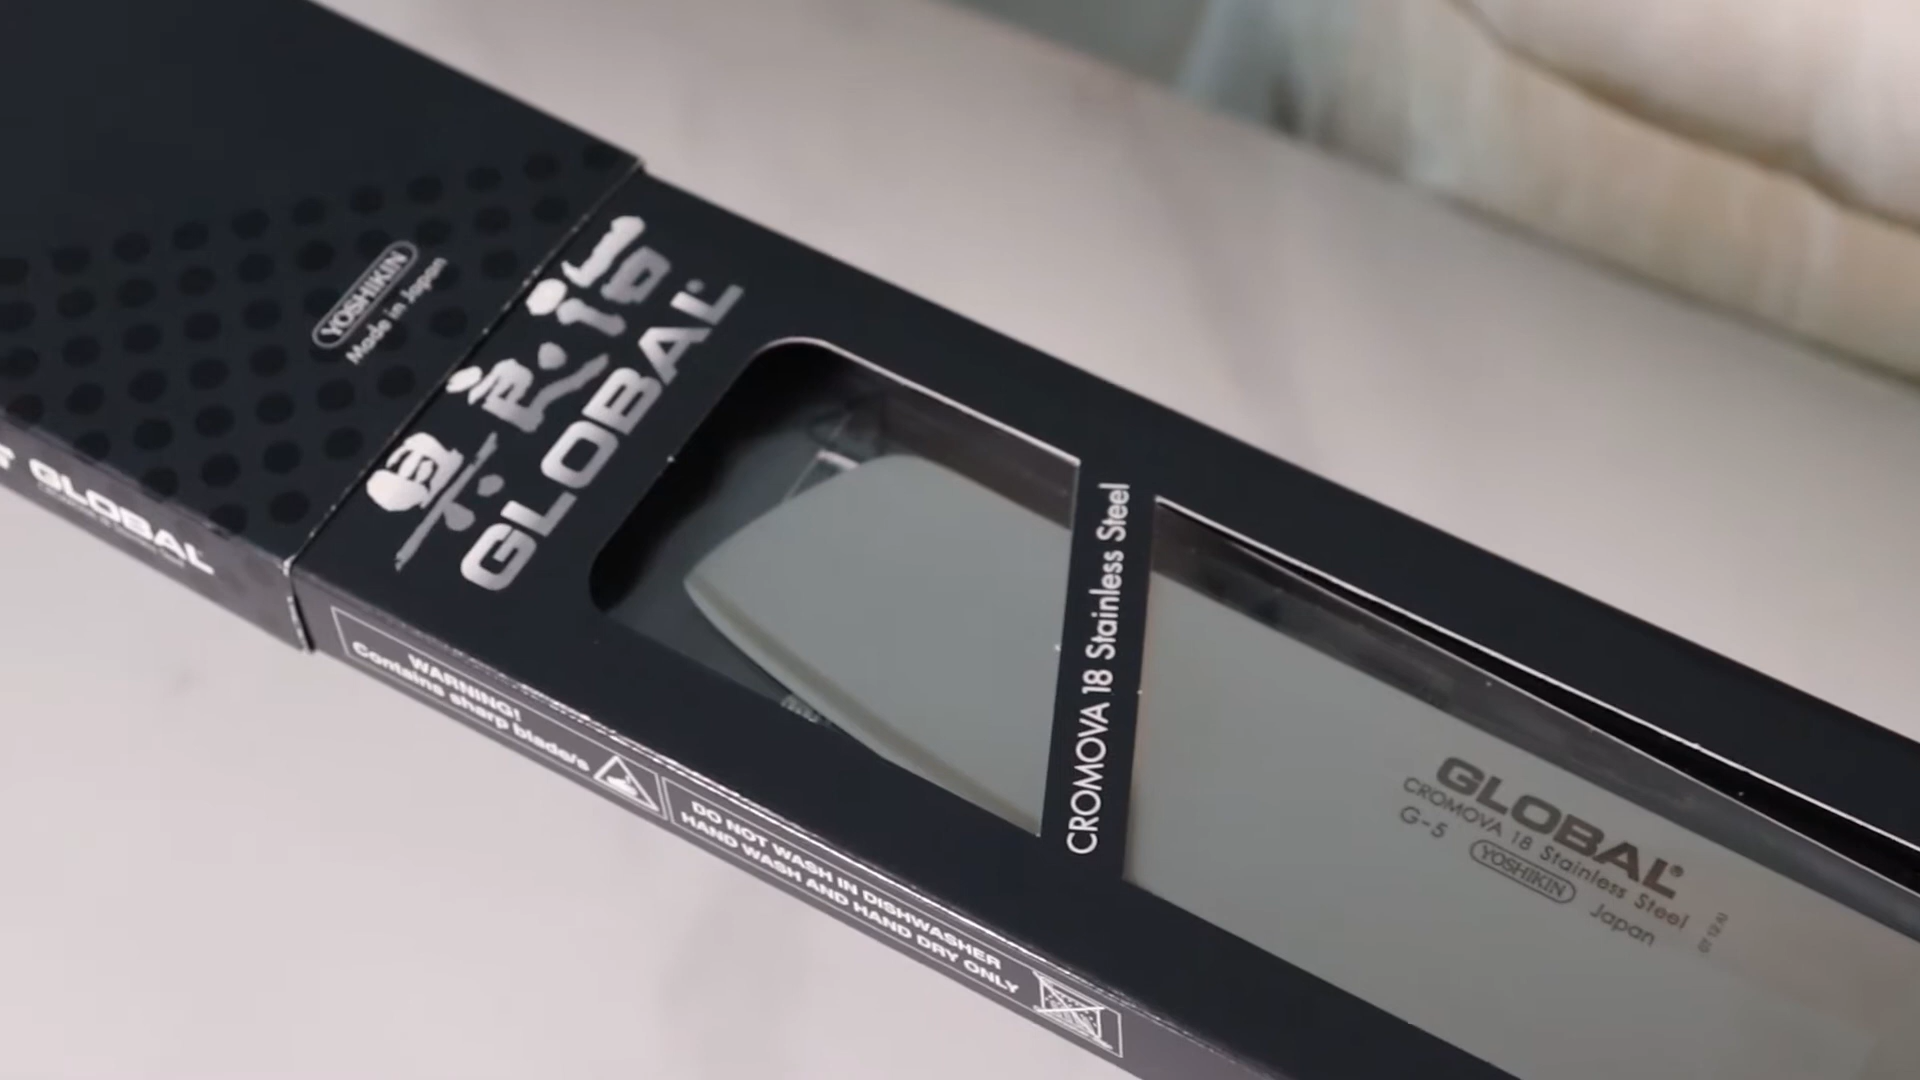 YOSHIKIN
Made in Japan
GLOBAL
GLOBAL
WARNING!
Contains sharp blade/s
DO NOT WASH IN DISHWASHER
HAND WASH AND HAND DRY ONLY
CROMOVA 18 Stainless Steel
GLOBAL®
CROMOVA 18 Stainless Steel
G-5 YOSHIKIN Japan